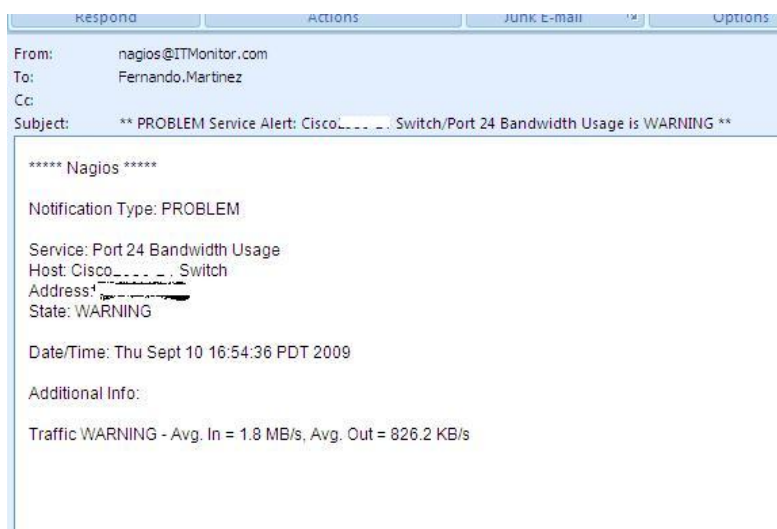 Respond Actions Junk E-mail Options
From: nagios@ITMonitor.com
To: Fernando.Martinez
Cc:
Subject: ** PROBLEM Service Alert: Cisco Switch/Port 24 Bandwidth Usage is WARNING **
***** Nagios *****
Notification Type: PROBLEM
Service: Port 24 Bandwidth Usage
Host: Cisco Switch
Address:
State: WARNING
Date/Time: Thu Sept 10 16:54:36 PDT 2009
Additional Info:
Traffic WARNING - Avg. In = 1.8 MB/s, Avg. Out = 826.2 KB/s